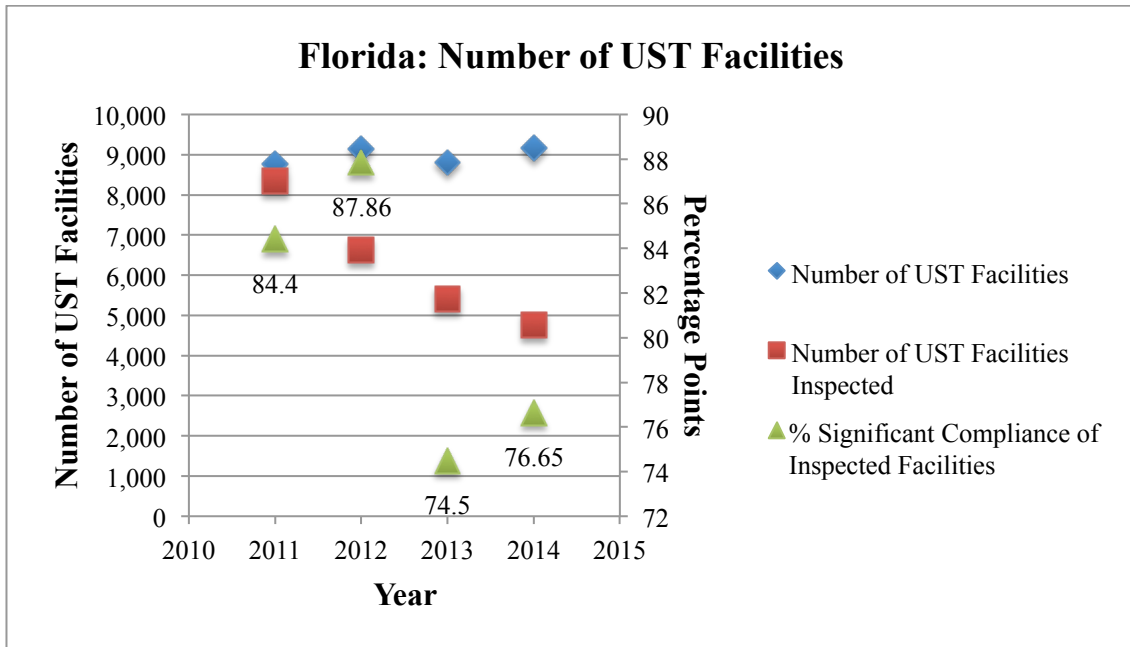 Florida: Number of UST Facilities
Number of UST Facilities
10,000
9,000
8,000
7,000
6,000
5,000
4,000
3,000
2,000
1,000
0
84.4
87.86
74.5
76.65
90
88
86
84
82
80
78
76
74
72
Percentage Points
2010 2011 2012 2013 2014 2015
Year
Number of UST Facilities
Number of UST Facilities
Inspected
% Significant Compliance of
Inspected Facilities